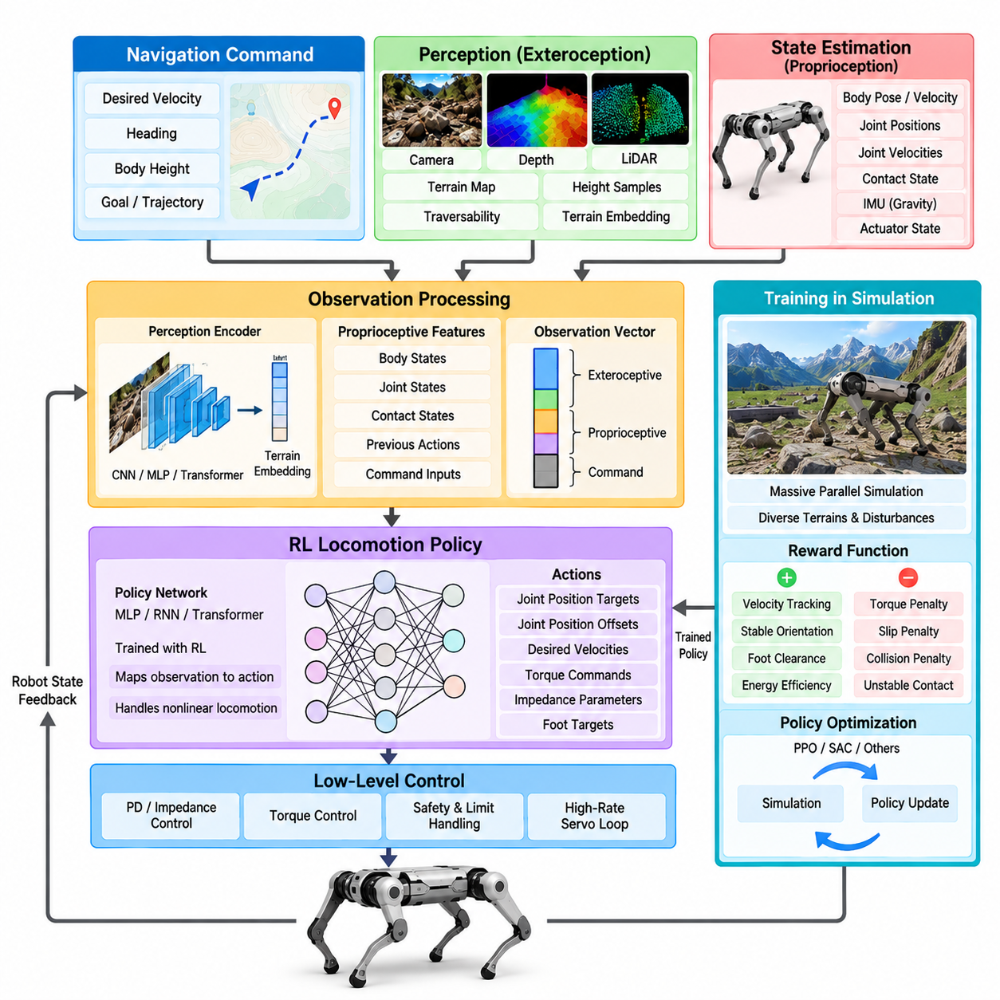 Navigation Command
Desired Velocity
Heading
Body Height
Goal / Trajectory
Perception (Exteroception)
Camera
Depth
LiDAR
Terrain Map
Height Samples
Traversability
Terrain Embedding
State Estimation
(Proprioception)
Body Pose / Velocity
Joint Positions
Joint Velocities
Contact State
IMU (Gravity)
Actuator State
Observation Processing
Perception Encoder
CNN / MLP / Transformer
Terrain
Embedding
Proprioceptive Features
Body States
Joint States
Contact States
Previous Actions
Command Inputs
Observation Vector
Exteroceptive
Proprioceptive
Command
RL Locomotion Policy
Policy Network
MLP / RNN / Transformer
Trained with RL
Maps observation to action
Handles nonlinear locomotion
Actions
Joint Position Targets
Joint Position Offsets
Desired Velocities
Torque Commands
Impedance Parameters
Foot Targets
Trained
Policy
Robot State
Feedback
Low-Level Control
PD / Impedance
Control
Torque Control
Safety & Limit
Handling
High-Rate
Servo Loop
Training in Simulation
Massive Parallel Simulation
Diverse Terrains & Disturbances
Reward Function
+
−
Velocity Tracking
Torque Penalty
Stable Orientation
Slip Penalty
Foot Clearance
Collision Penalty
Energy Efficiency
Unstable Contact
Policy Optimization
PPO / SAC / Others
Simulation
Policy Update